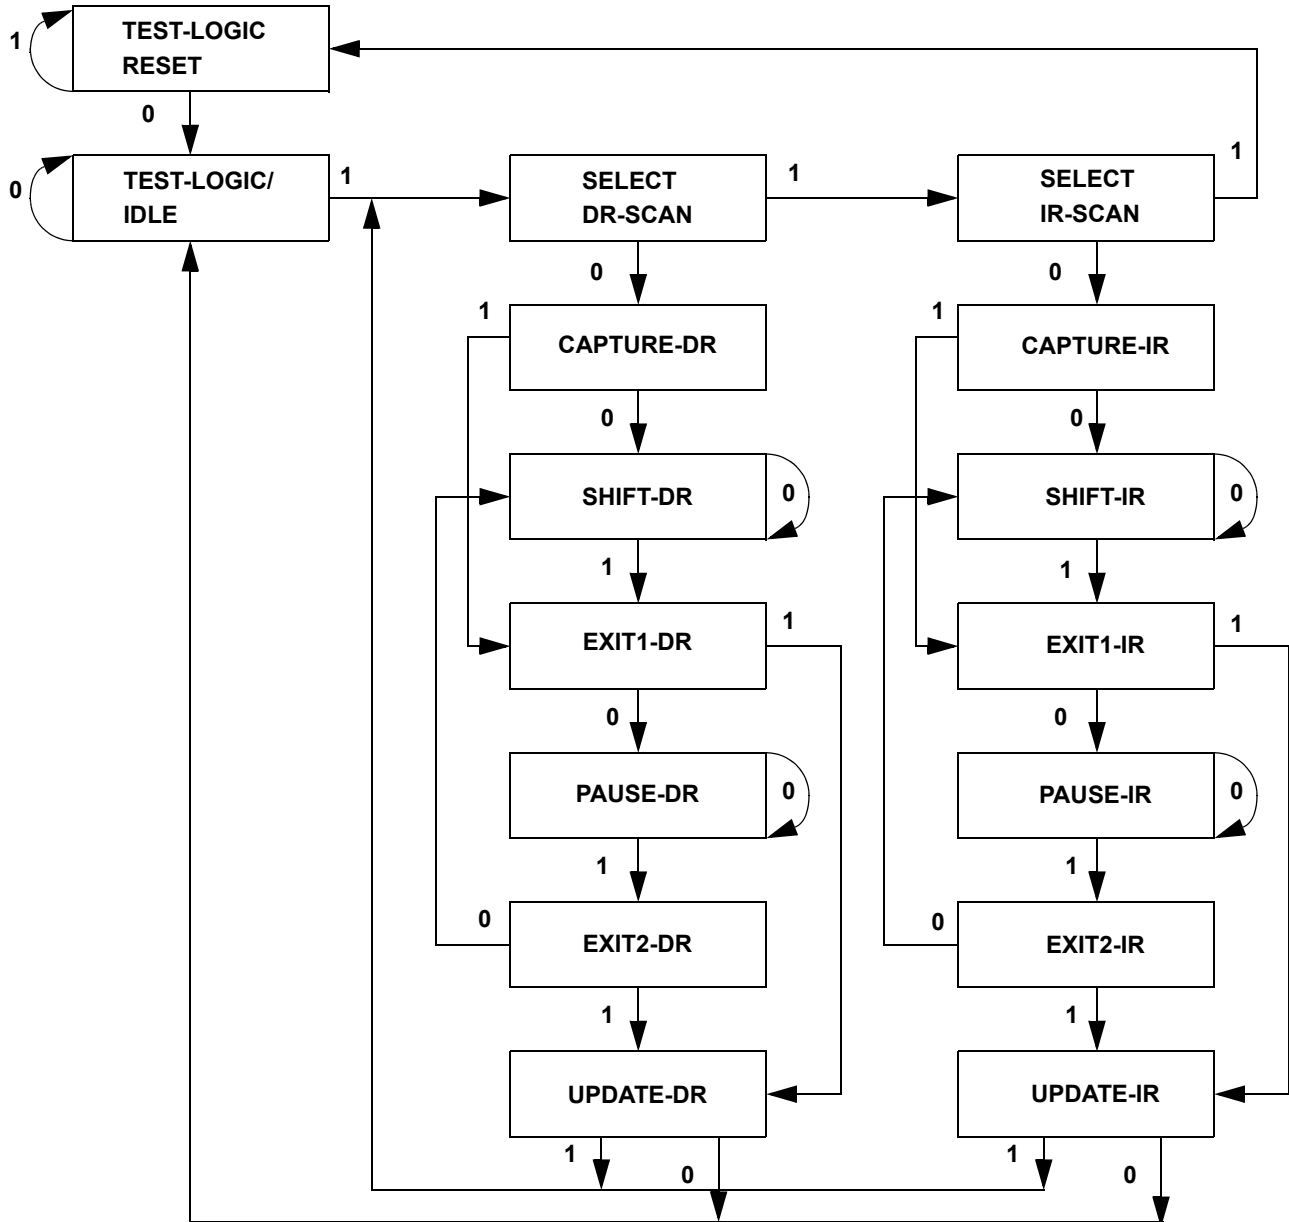 1
TEST-LOGIC
RESET
0
0
TEST-LOGIC/
IDLE
1
SELECT
DR-SCAN
1
SELECT
IR-SCAN
1
0
0
1
CAPTURE-DR
1
CAPTURE-IR
0
0
SHIFT-DR
0
SHIFT-IR
0
1
1
EXIT1-DR
1
EXIT1-IR
1
0
0
PAUSE-DR
0
PAUSE-IR
0
1
1
0
EXIT2-DR
0
EXIT2-IR
1
1
UPDATE-DR
UPDATE-IR
1
0
1
0